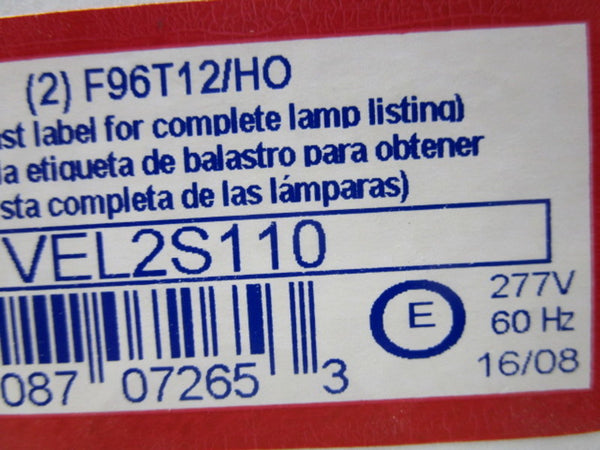 (2) F96T12/HO
st label for complete lamp listing)
la etiqueta de balastro para obtener
sta completa de las lámparas)
VEL2S110
E
277V
60 Hz
16/08
087 07265 3